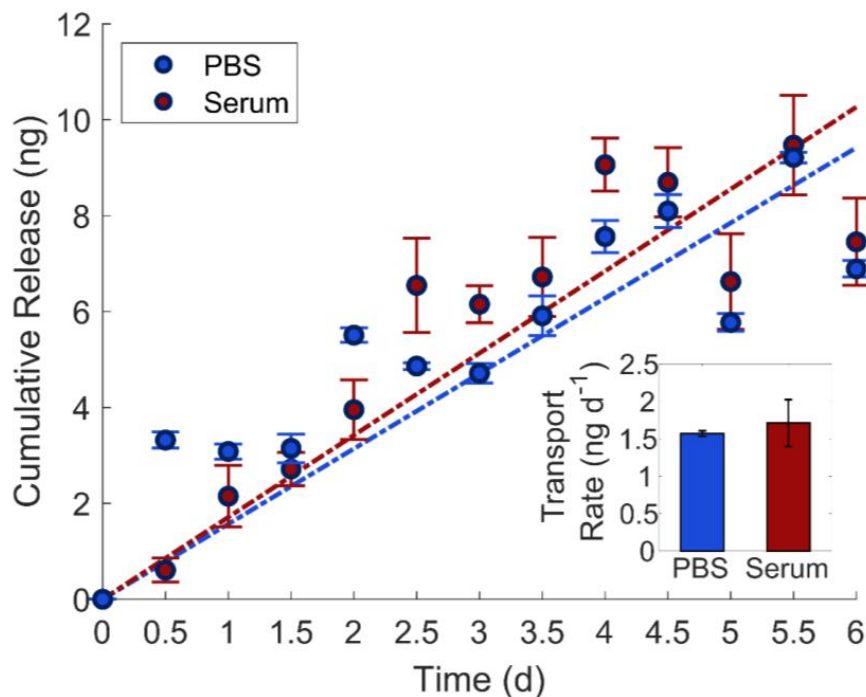 12
10
8
6
4
2
0
Cumulative Release (ng)
PBS
Serum
0 0.5 1 1.5 2 2.5 3 3.5 4 4.5 5 5.5 6
Time (d)
2.5
2
1.5
1
0.5
0
Transport
Rate (ng d⁻¹)
PBS Serum